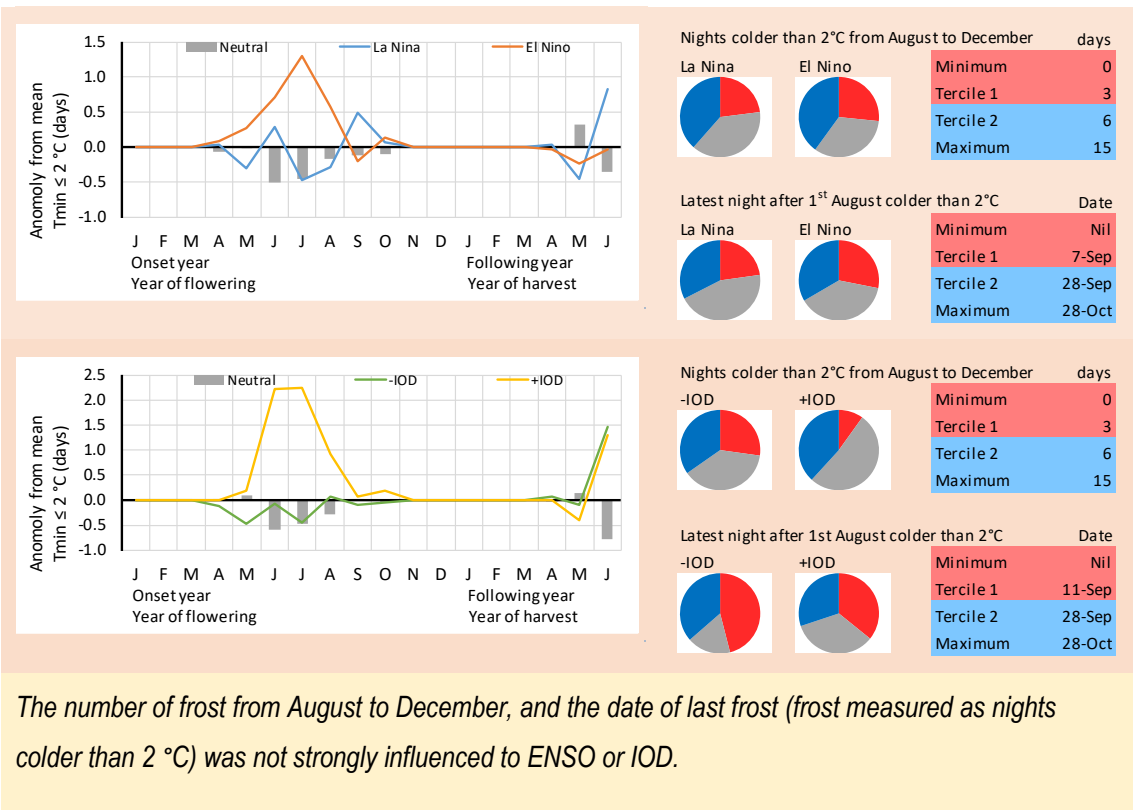 Neutral La Nina El Nino
1.5
1.0
0.5
0.0
-0.5
-1.0
Anomoly from mean
Tmin ≤ 2 °C (days)
J F M A M J J A S O N D J F M A M J
Onset year Following year
Year of flowering Year of harvest
Nights colder than 2°C from August to December days
La Nina El Nino
Minimum 0
Tercile 1 3
Tercile 2 6
Maximum 15
Latest night after 1st August colder than 2°C Date
La Nina El Nino
Minimum Nil
Tercile 1 7-Sep
Tercile 2 28-Sep
Maximum 28-Oct
Neutral -IOD +IOD
2.5
2.0
1.5
1.0
0.5
0.0
-0.5
-1.0
Anomoly from mean
Tmin ≤ 2 °C (days)
J F M A M J J A S O N D J F M A M J
Onset year Following year
Year of flowering Year of harvest
Nights colder than 2°C from August to December days
-IOD +IOD
Minimum 0
Tercile 1 3
Tercile 2 6
Maximum 15
Latest night after 1st August colder than 2°C Date
-IOD +IOD
Minimum Nil
Tercile 1 11-Sep
Tercile 2 28-Sep
Maximum 28-Oct
The number of frost from August to December, and the date of last frost (frost measured as nights
colder than 2 °C) was not strongly influenced to ENSO or IOD.